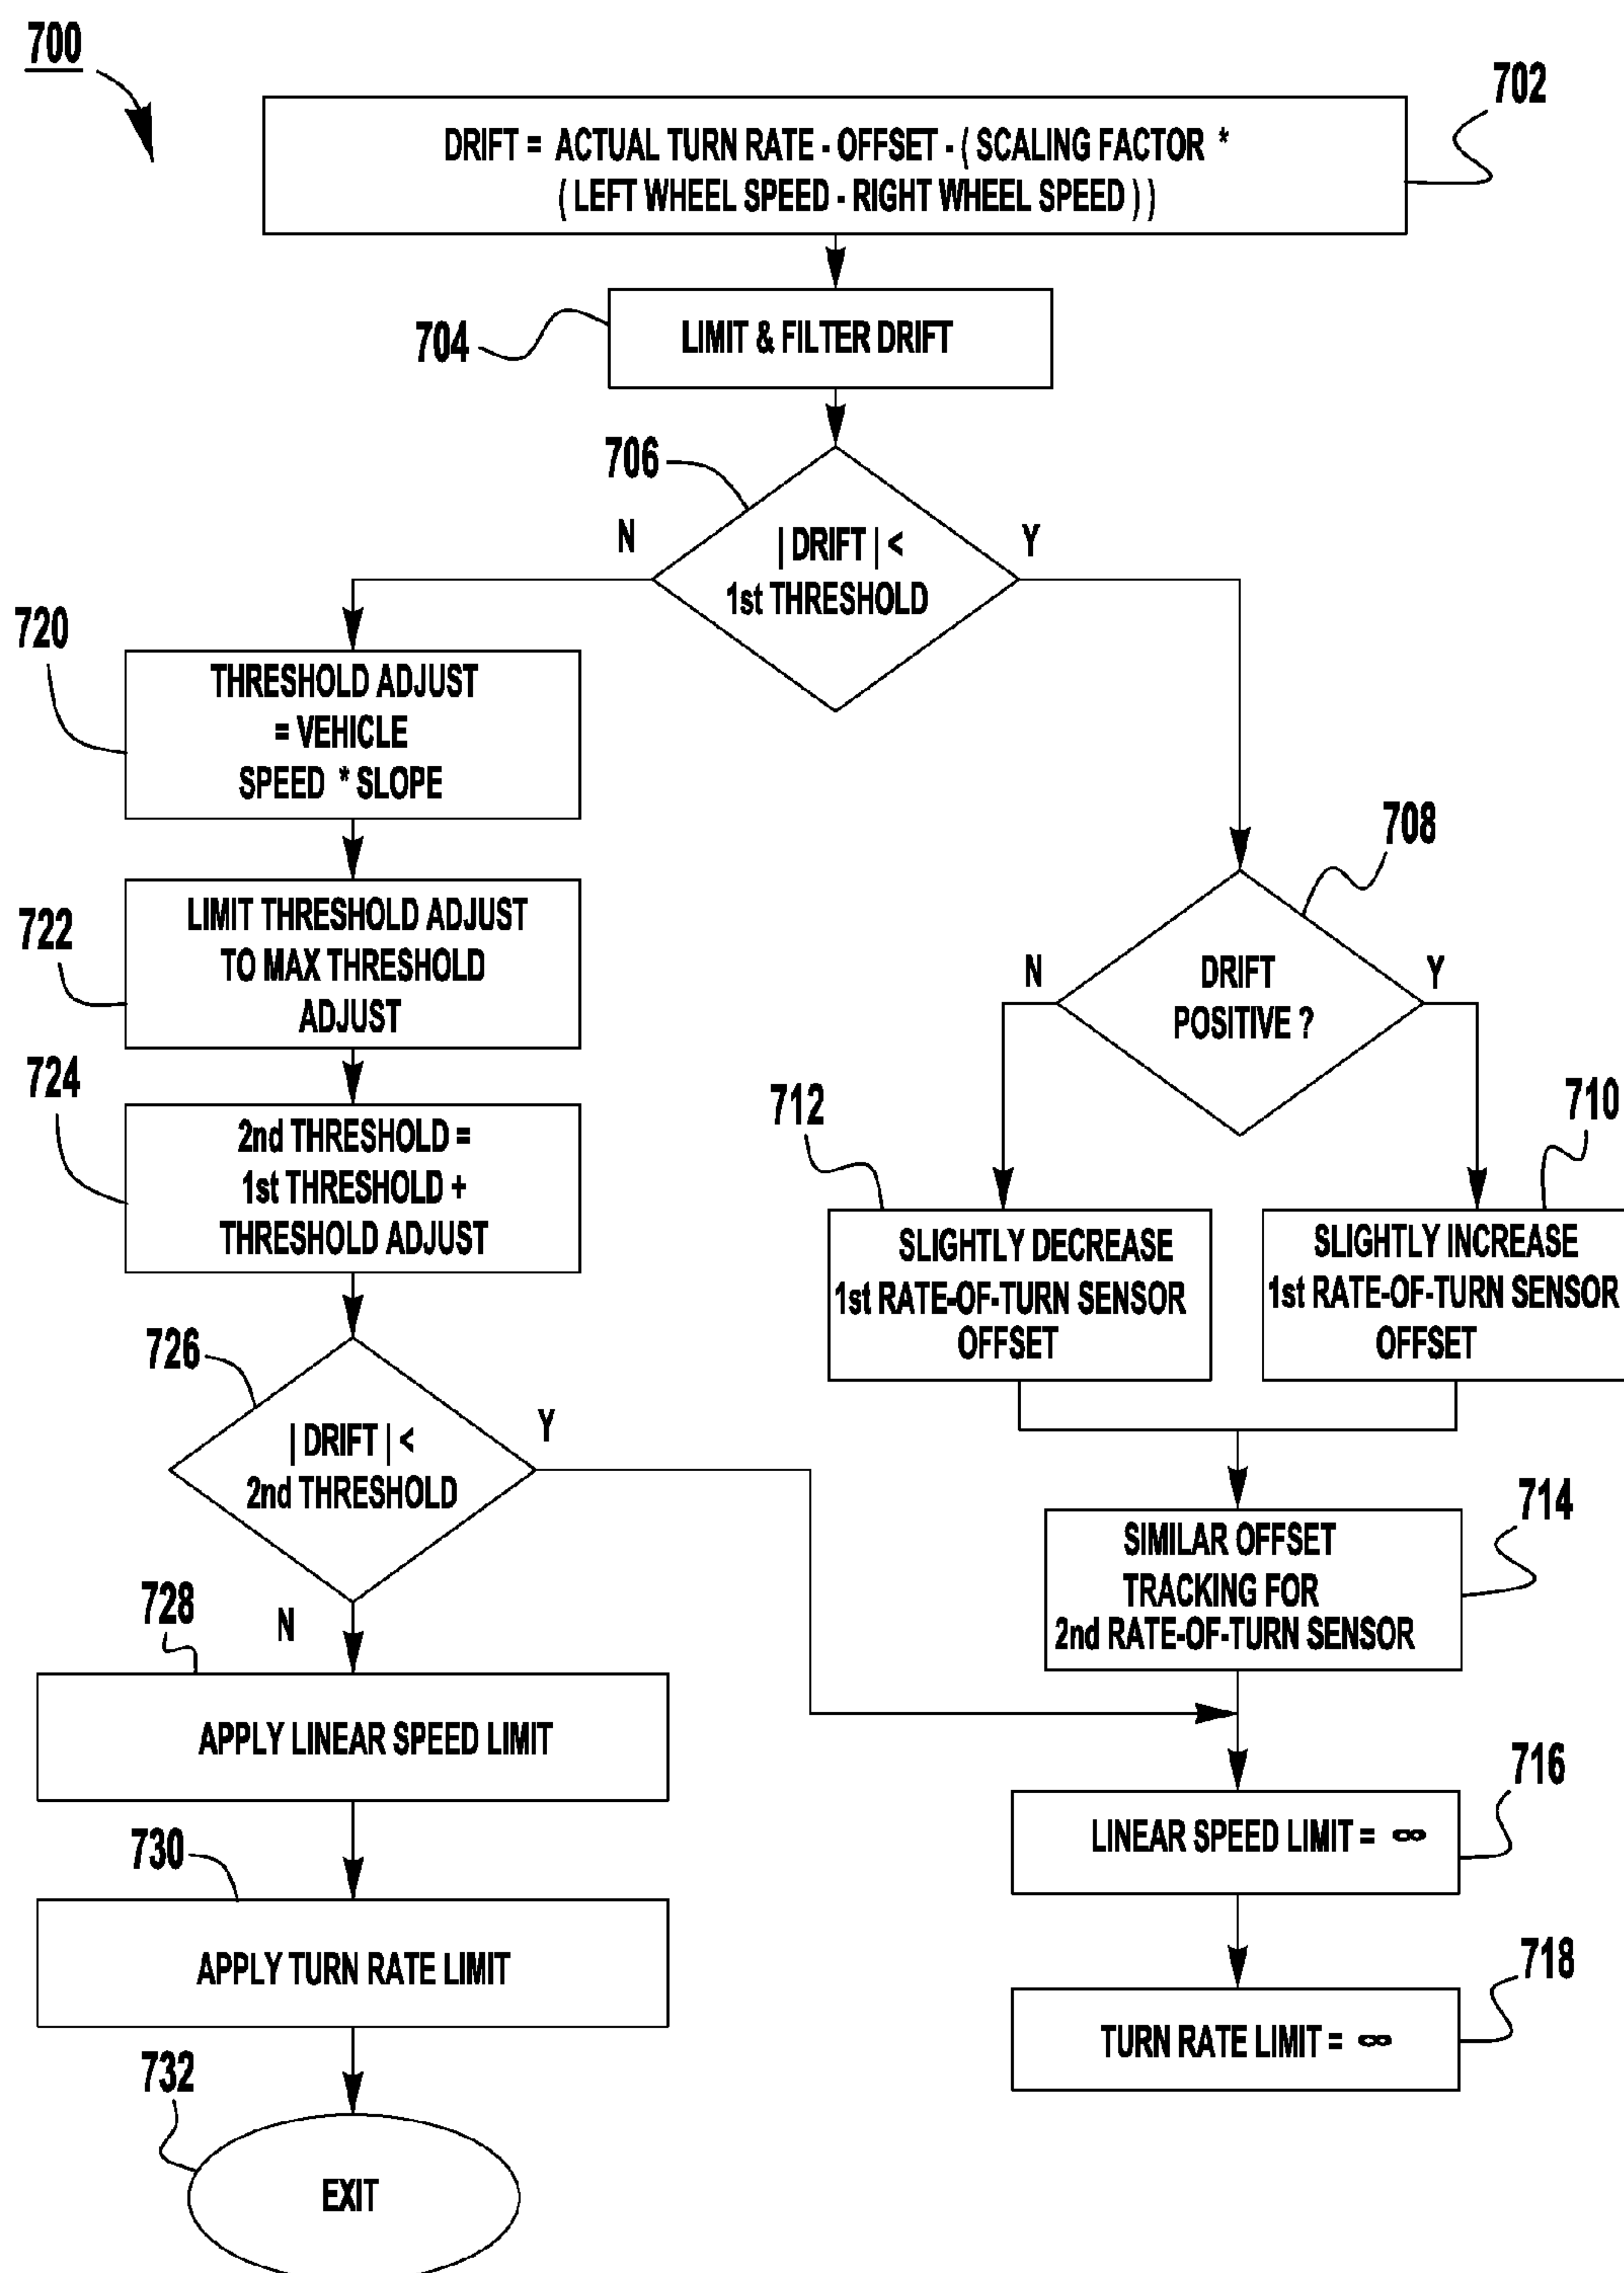 700
702
DRIFT = ACTUAL TURN RATE - OFFSET - ( SCALING FACTOR *
( LEFT WHEEL SPEED - RIGHT WHEEL SPEED ) )
704
LIMIT & FILTER DRIFT
706
N
Y
| DRIFT | <
1st THRESHOLD
720
THRESHOLD ADJUST
= VEHICLE
SPEED * SLOPE
708
722
LIMIT THRESHOLD ADJUST
TO MAX THRESHOLD
ADJUST
N
Y
DRIFT
POSITIVE ?
724
2nd THRESHOLD =
1st THRESHOLD +
THRESHOLD ADJUST
712
SLIGHTLY DECREASE
1st RATE-OF-TURN SENSOR
OFFSET
710
SLIGHTLY INCREASE
1st RATE-OF-TURN SENSOR
OFFSET
726
Y
| DRIFT | <
2nd THRESHOLD
N
714
SIMILAR OFFSET
TRACKING FOR
2nd RATE-OF-TURN SENSOR
728
APPLY LINEAR SPEED LIMIT
716
LINEAR SPEED LIMIT = ∞
730
APPLY TURN RATE LIMIT
718
TURN RATE LIMIT = ∞
732
EXIT